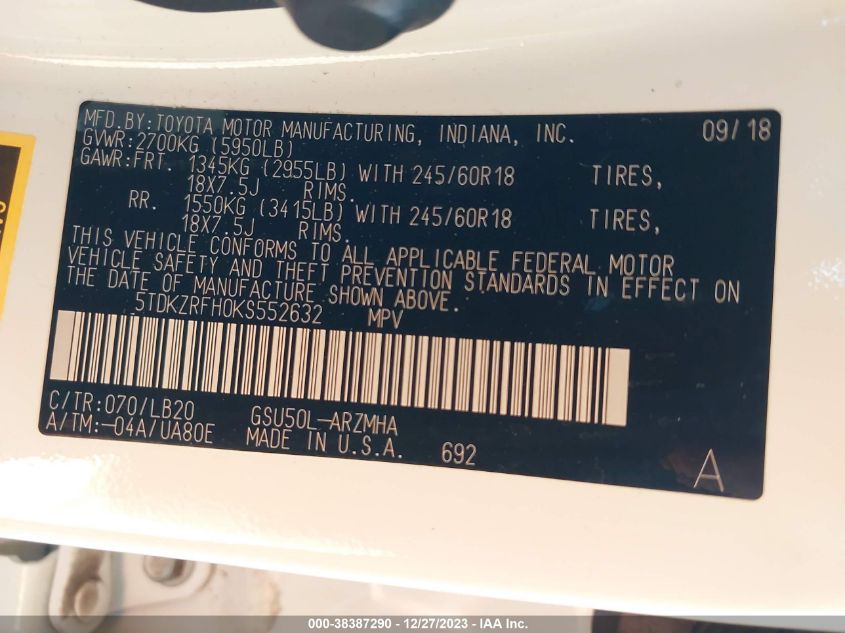 MFD.BY:TOYOTA MOTOR MANUFACTURING, INDIANA, INC. 09/18
GVWR:2700KG (5950LB)
GAWR:FRT. 1345KG (2955LB) WITH 245/60R18 TIRES,
18X7.5J RIMS.
RR. 1550KG (3415LB) WITH 245/60R18 TIRES,
18X7.5J RIMS.
THIS VEHICLE CONFORMS TO ALL APPLICABLE FEDERAL MOTOR
VEHICLE SAFETY AND THEFT PREVENTION STANDARDS IN EFFECT ON
THE DATE OF MANUFACTURE SHOWN ABOVE.
5TDKZRFH0KS552632 MPV
C/TR:070/LB20 GSU50L-ARZMHA
A/TM:-04A/UA80E MADE IN U.S.A. 692 A
000-38387290 - 12/27/2023 - IAA Inc.